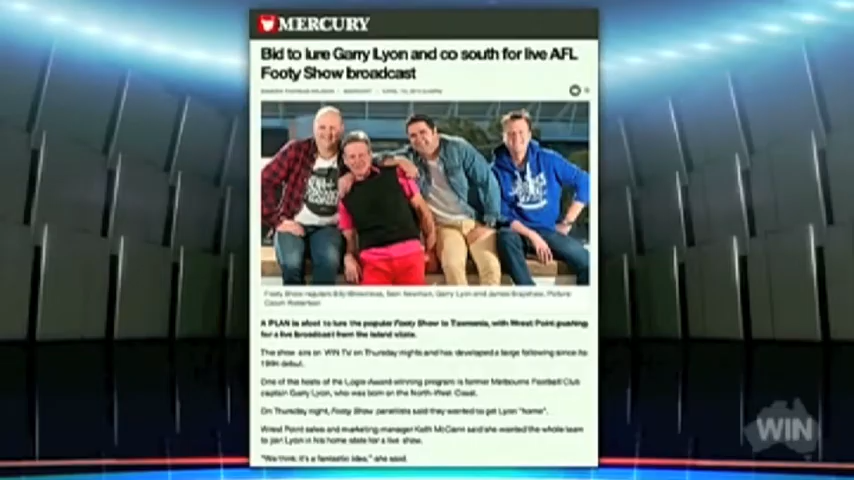 MERCURY
Bid to lure Garry Lyon and co south for live AFL
Footy Show broadcast
Footy Show regulars Billy Brownless, Sam Newman, Garry Lyon and James Brayshaw. Picture:
A PLAN is afoot to lure the popular Footy Show to Tasmania, with Wrest Point pushing
for a live broadcast from the island state.
The show airs on WIN TV on Thursday nights and has developed a large following since its
1994 debut.
One of the hosts of the Logie Award-winning program is former Melbourne Football Club
captain Garry Lyon, who was born on the North-West Coast.
On Thursday night, Footy Show panellists said they wanted to get Lyon "home".
Wrest Point sales and marketing manager Keith McCann said she wanted the whole team
to join Lyon in his home state for a live show.
"We think it's a fantastic idea," she said.
WIN